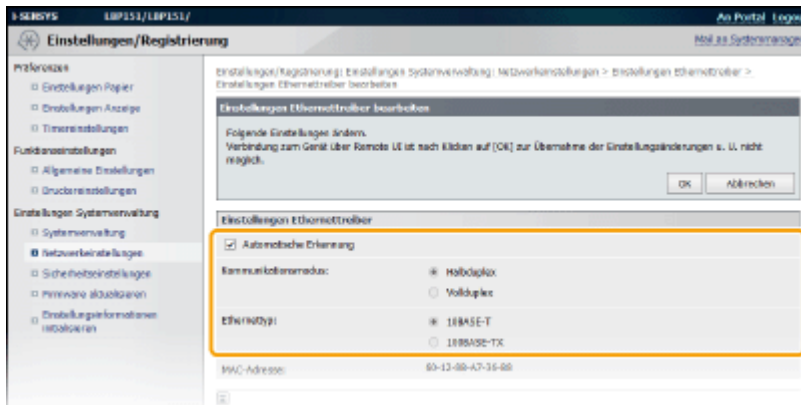 i-SENSYS LBP151/LBP151/
An Portal Logou
Einstellungen/Registrierung
Mail an Systemmanage
Präferenzen
Einstellungen Papier
Einstellungen Anzeige
Timereinstellungen
Funktionseinstellungen
Allgemeine Einstellungen
Druckereinstellungen
Einstellungen Systemverwaltung
Systemverwaltung
Netzwerkeinstellungen
Sicherheitseinstellungen
Firmware aktualisieren
Einstellungsinformationen
initialisieren
Einstellungen/Registrierung: Einstellungen Systemverwaltung: Netzwerkeinstellungen > Einstellungen Ethernettreiber >
Einstellungen Ethernettreiber bearbeiten
Einstellungen Ethernettreiber bearbeiten
Folgende Einstellungen ändern.
Verbindung zum Gerät über Remote UI ist nach Klicken auf [OK] zur Übernahme der Einstellungsänderungen u. U. nicht
möglich.
OK Abbrechen
Einstellungen Ethernettreiber
Automatische Erkennung
Kommunikationsmodus:
Halbduplex
Vollduplex
Ethernettyp:
10BASE-T
100BASE-TX
MAC-Adresse: